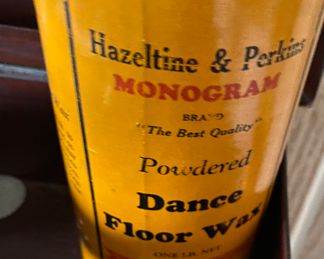 Hazeltine & Perkins
MONOGRAM
BRAND
"The Best Quality"
Powdered
Dance
Floor Wax
ONE LB. NET